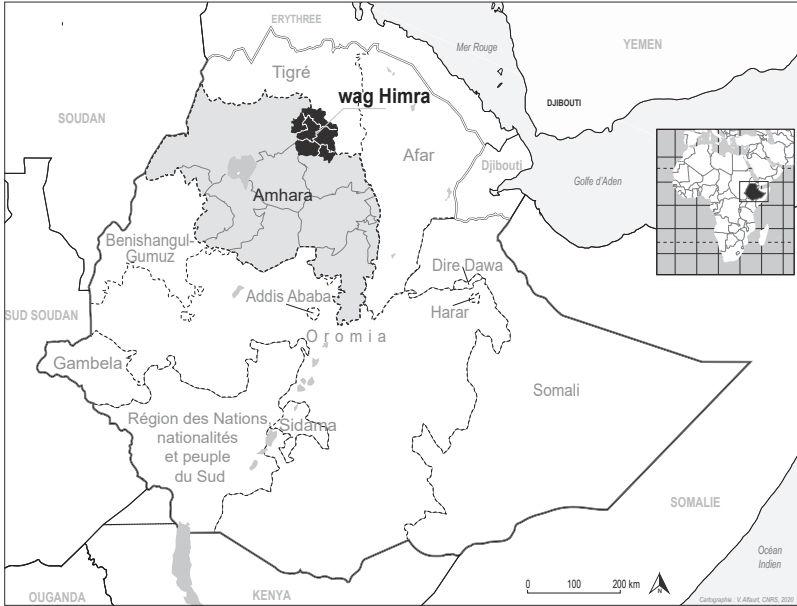 ERYTHREE
Mer Rouge
YEMEN
Tigré
SOUDAN
wag Himra
DJIBOUTI
Afar
Djibouti
Golfe d'Aden
Amhara
Benishangul-
Gumuz
Dire Dawa
Addis Ababa
Harar
SUD SOUDAN
Oromia
Gambela
Somali
Région des Nations,
nationalités
et peuple
du Sud
Sidama
SOMALIE
Océan
Indien
0 100 200 km
N
OUGANDA
KENYA
Cartographie : V. Alfaurt, CNRS, 2020